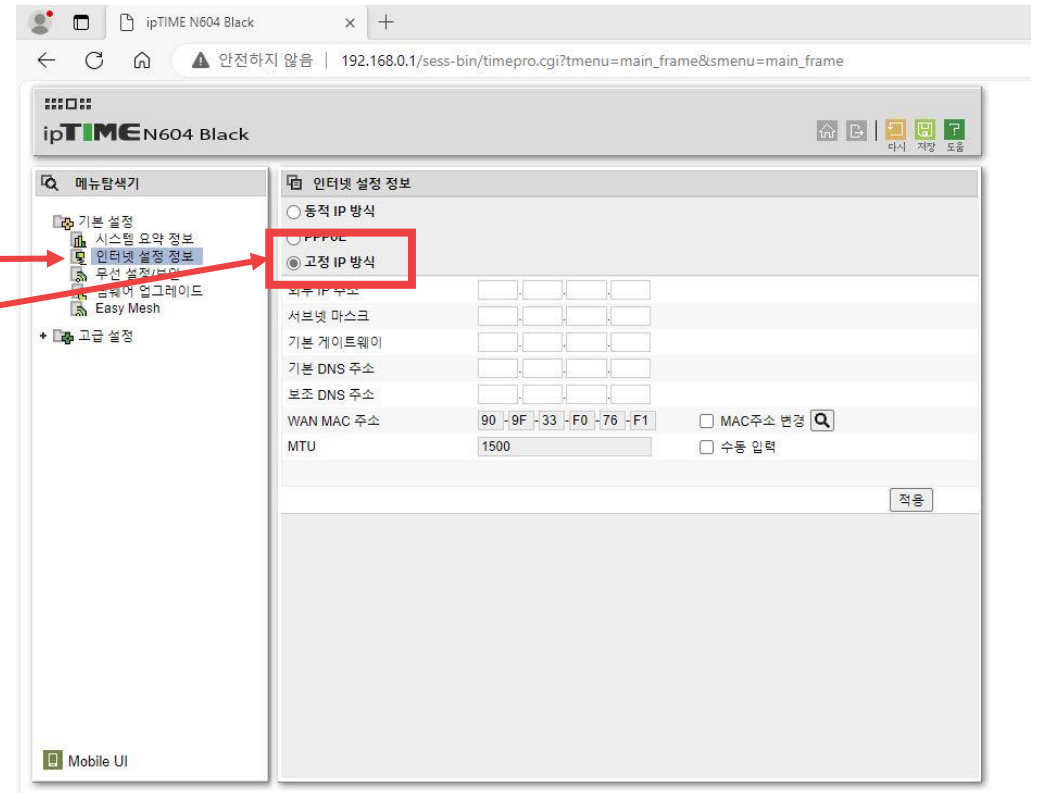 ipTIME N604 Black
안전하지 않음 | 192.168.0.1/sess-bin/timepro.cgi?tmenu=main_frame&smenu=main_frame
ipTIME N604 Black
다시 저장 도움
메뉴탐색기
기본 설정
시스템 요약 정보
인터넷 설정 정보
무선 설정/보안
펌웨어 업그레이드
Easy Mesh
+ 고급 설정
Mobile UI
인터넷 설정 정보
동적 IP 방식
PPPoE
고정 IP 방식
외부 IP 주소
서브넷 마스크
기본 게이트웨이
기본 DNS 주소
보조 DNS 주소
WAN MAC 주소 90 - 9F - 33 - F0 - 76 - F1 MAC주소 변경
MTU 1500 수동 입력
적용